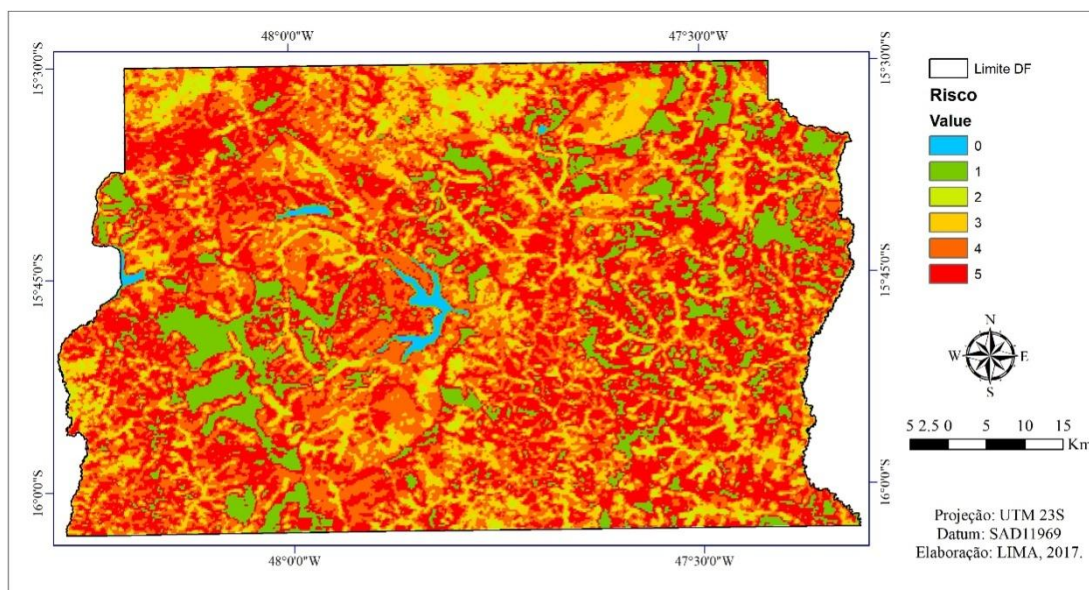 48°0'0"W
47°30'0"W
15°30'0"S
15°30'0"S
15°45'0"S
15°45'0"S
16°0'0"S
16°0'0"S
48°0'0"W
47°30'0"W
Limite DF
Risco
Value
0
1
2
3
4
5
N
W E
S
5 2.5 0 5 10 15
Km
Projeção: UTM 23S
Datum: SAD11969
Elaboração: LIMA, 2017.